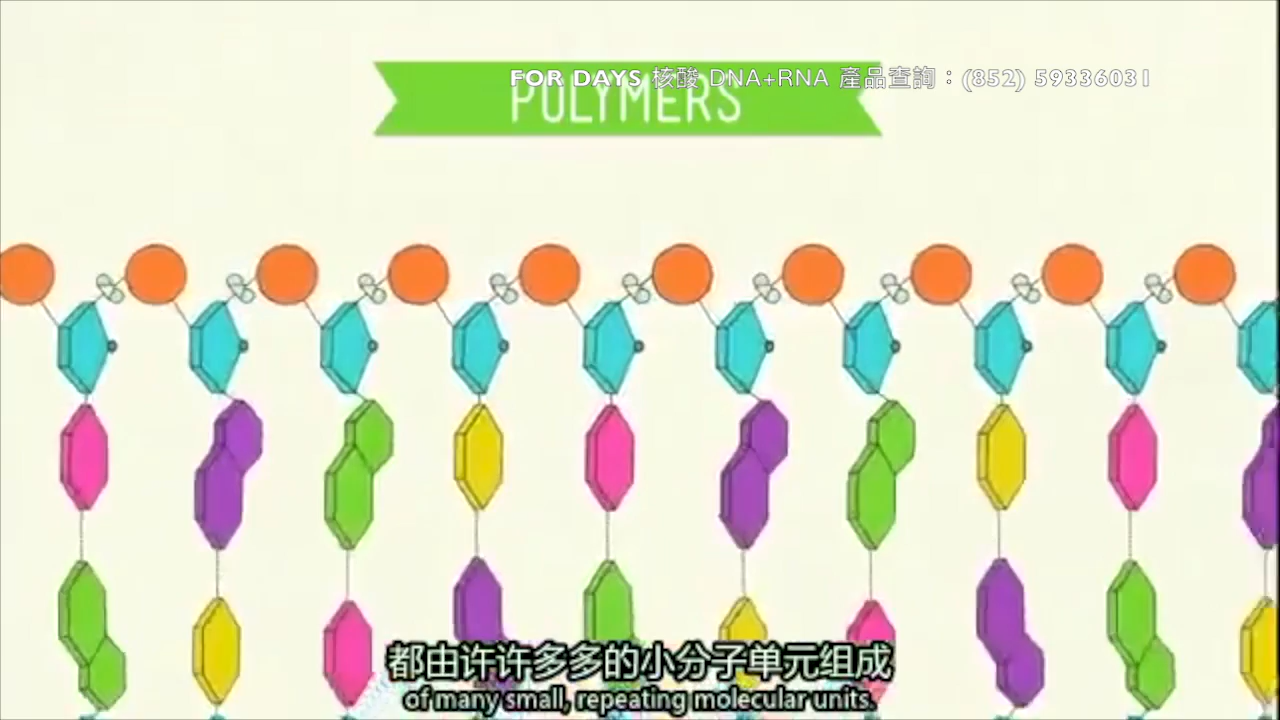 FOR DAYS 核酸 DNA+RNA 產品查詢：(852) 59336031
POLYMERS
都由许许多多的小分子单元组成
of many small, repeating molecular units.